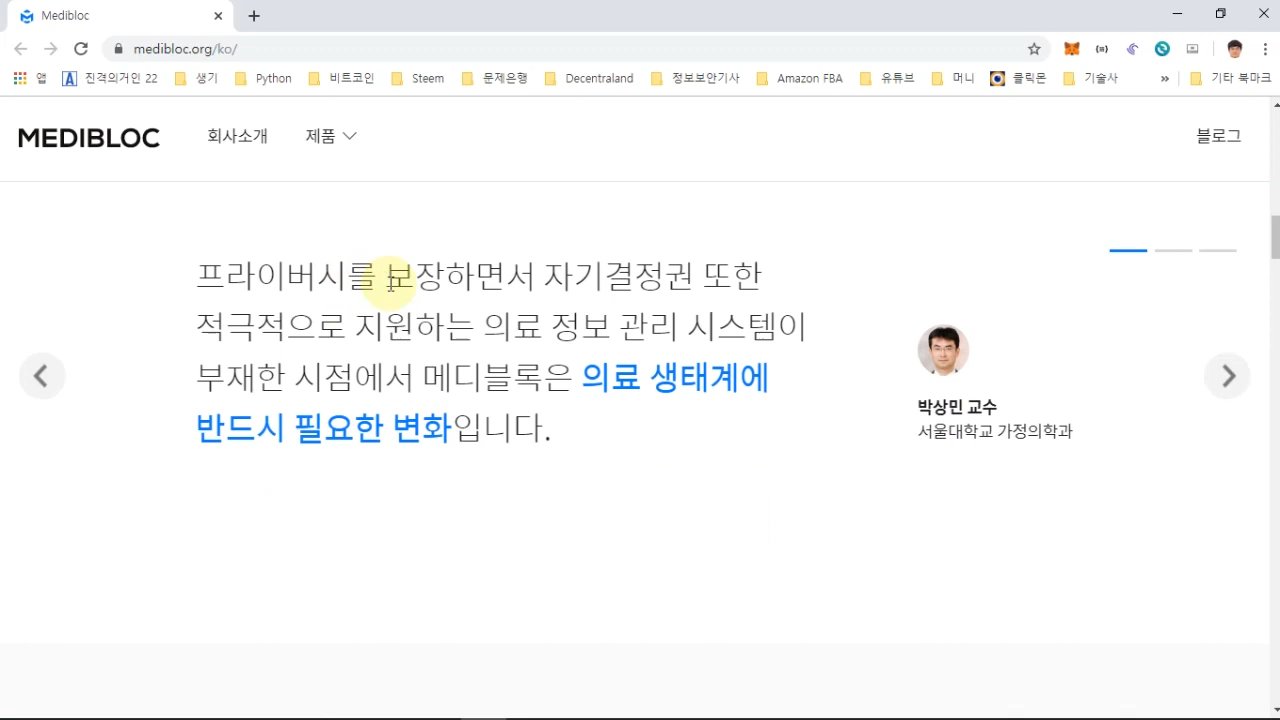 Medibloc
medibloc.org/ko/
앱 진격의거인 22 생기 Python 비트코인 Steem 문제은행 Decentraland 정보보안기사 Amazon FBA 유튜브 머니 클릭몬 기술사 » 기타 북마크
MEDIBLOC 회사소개 제품 블로그
프라이버시를 보장하면서 자기결정권 또한
적극적으로 지원하는 의료 정보 관리 시스템이
부재한 시점에서 메디블록은 의료 생태계에
반드시 필요한 변화입니다.
박상민 교수
서울대학교 가정의학과